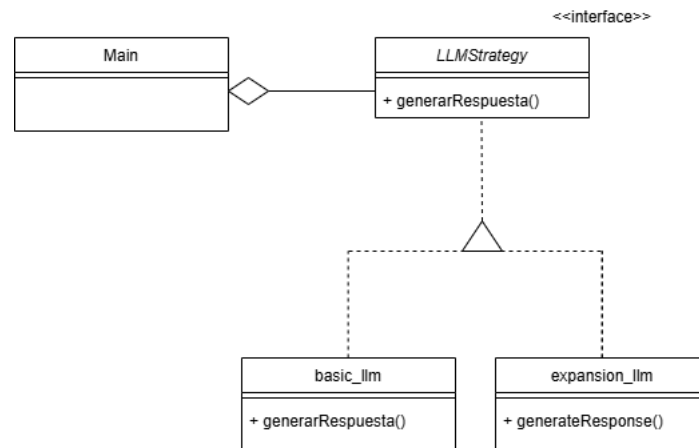 <<interface>>
Main
LLMStrategy
+ generarRespuesta()
basic_llm
expansion_llm
+ generarRespuesta()
+ generateResponse()